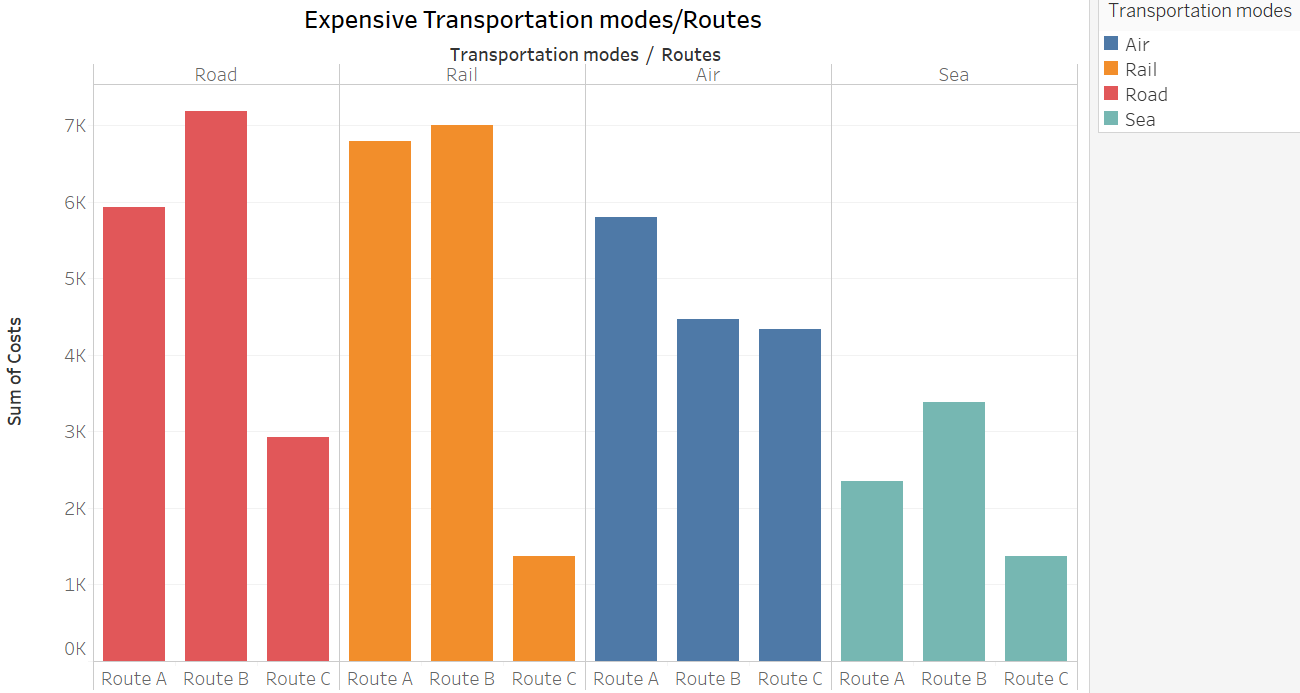 Expensive Transportation modes/Routes
Transportation modes / Routes
Road Rail Air Sea
7K
6K
5K
4K
3K
2K
1K
0K
Sum of Costs
Route A Route B Route C Route A Route B Route C Route A Route B Route C Route A Route B Route C
Transportation modes
Air
Rail
Road
Sea